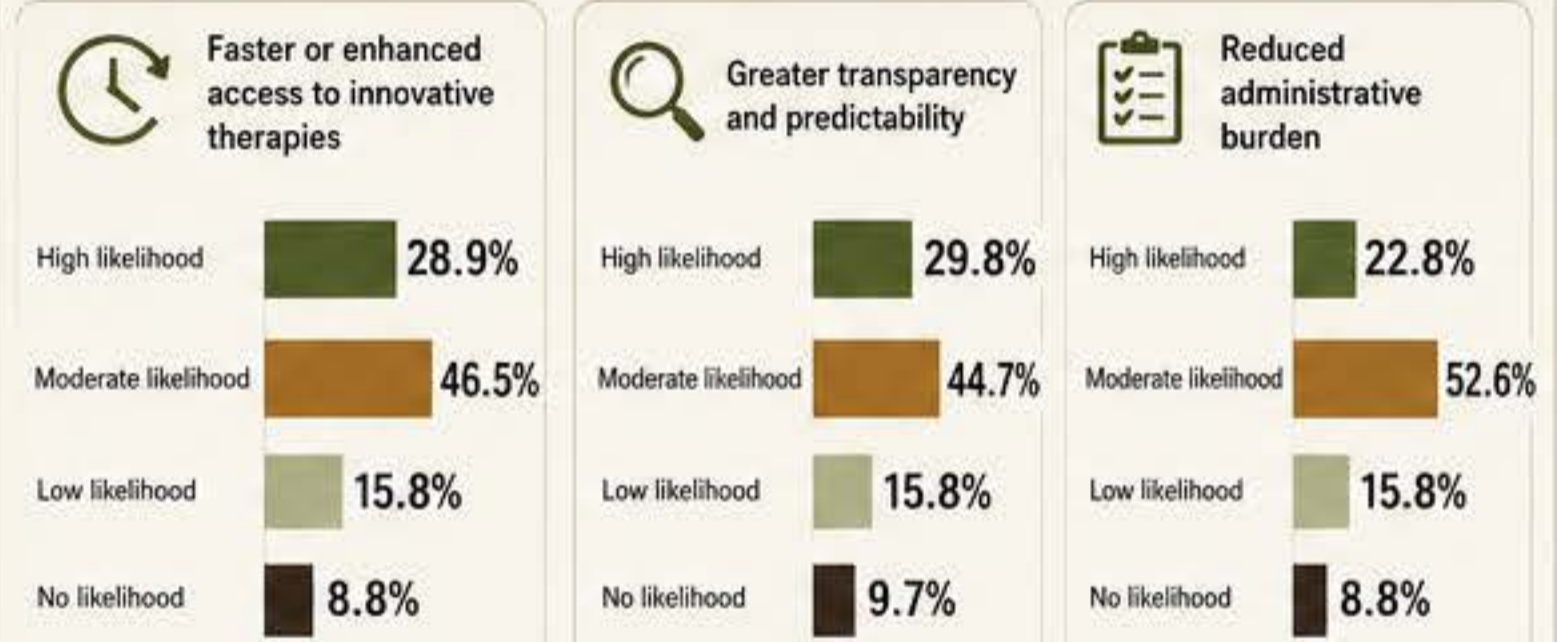 Faster or enhanced
access to innovative
therapies
High likelihood 28.9%
Moderate likelihood 46.5%
Low likelihood 15.8%
No likelihood 8.8%
Greater transparency
and predictability
High likelihood 29.8%
Moderate likelihood 44.7%
Low likelihood 15.8%
No likelihood 9.7%
Reduced
administrative
burden
High likelihood 22.8%
Moderate likelihood 52.6%
Low likelihood 15.8%
No likelihood 8.8%